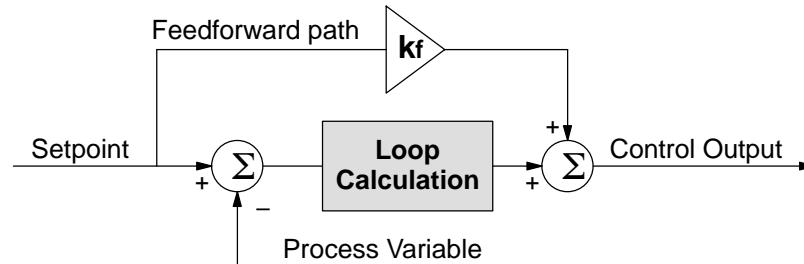 Feedforward path
kf
Setpoint
+
Σ
−
Loop
Calculation
+
+
Σ
Control Output
Process Variable